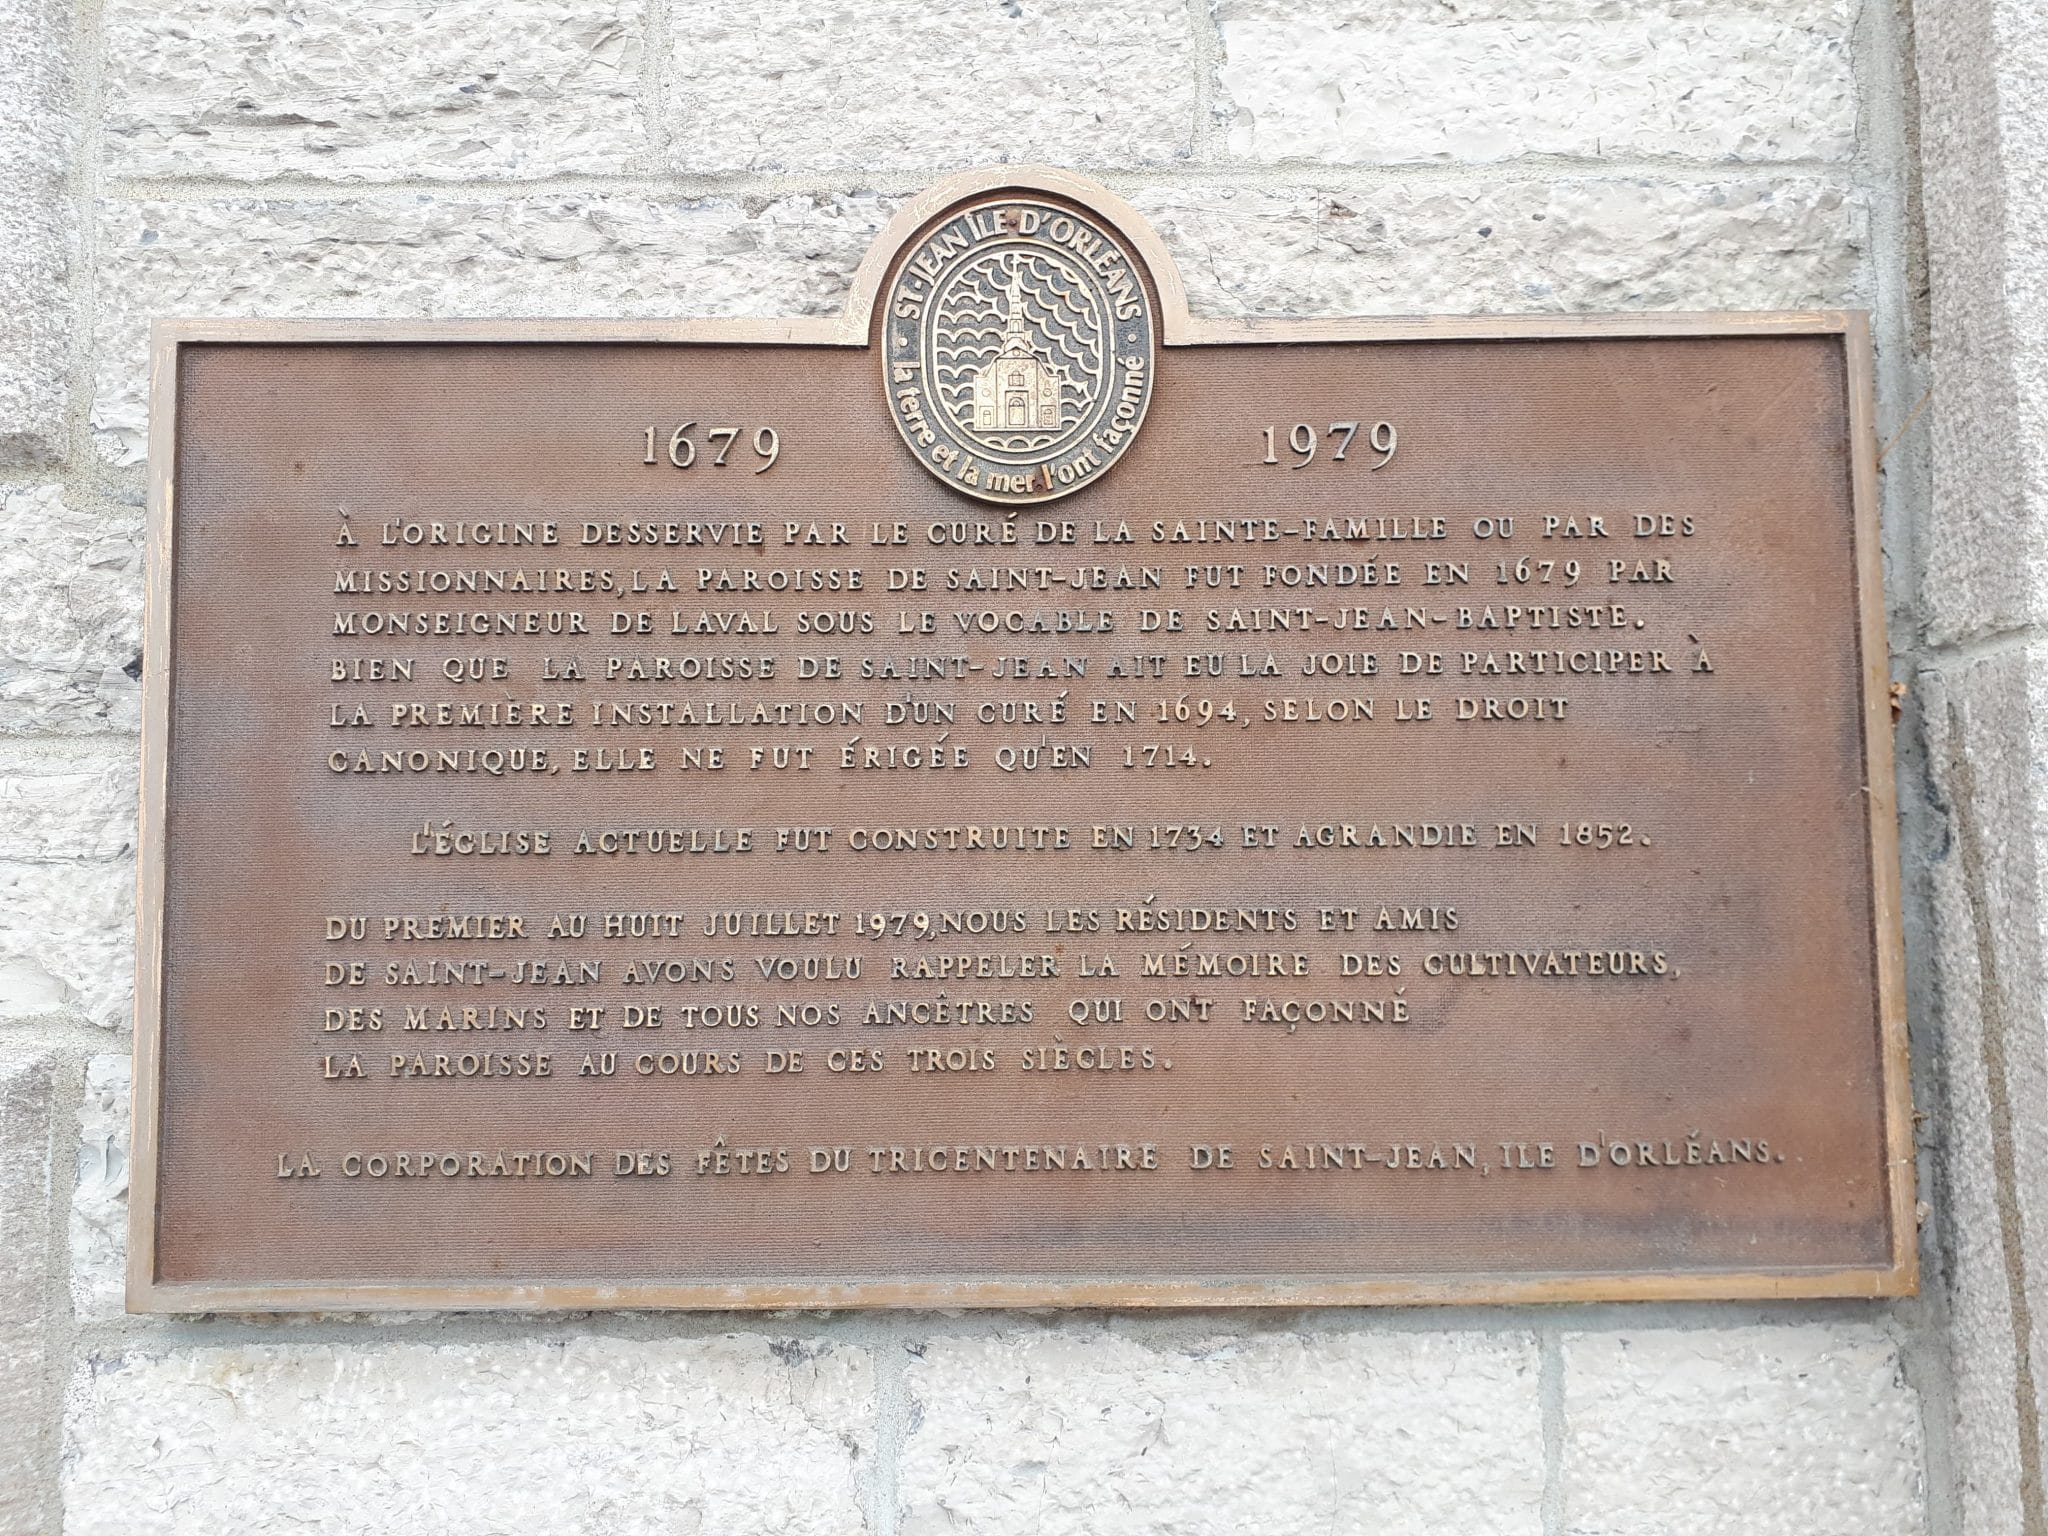 ST-JEAN ÎLE D'ORLÉANS
la terre et la mer l'ont façonné
1679 1979
À L'ORIGINE DESSERVIE PAR LE CURÉ DE LA SAINTE-FAMILLE OU PAR DES
MISSIONNAIRES, LA PAROISSE DE SAINT-JEAN FUT FONDÉE EN 1679 PAR
MONSEIGNEUR DE LAVAL SOUS LE VOCABLE DE SAINT-JEAN-BAPTISTE.
BIEN QUE LA PAROISSE DE SAINT-JEAN AIT EU LA JOIE DE PARTICIPER À
LA PREMIÈRE INSTALLATION D'UN CURÉ EN 1694, SELON LE DROIT
CANONIQUE, ELLE NE FUT ÉRIGÉE QU'EN 1714.
L'ÉGLISE ACTUELLE FUT CONSTRUITE EN 1734 ET AGRANDIE EN 1852.
DU PREMIER AU HUIT JUILLET 1979, NOUS LES RÉSIDENTS ET AMIS
DE SAINT-JEAN AVONS VOULU RAPPELER LA MÉMOIRE DES CULTIVATEURS,
DES MARINS ET DE TOUS NOS ANCÊTRES QUI ONT FAÇONNÉ
LA PAROISSE AU COURS DE CES TROIS SIÈCLES.
LA CORPORATION DES FÊTES DU TRICENTENAIRE DE SAINT-JEAN, ILE D'ORLÉANS.